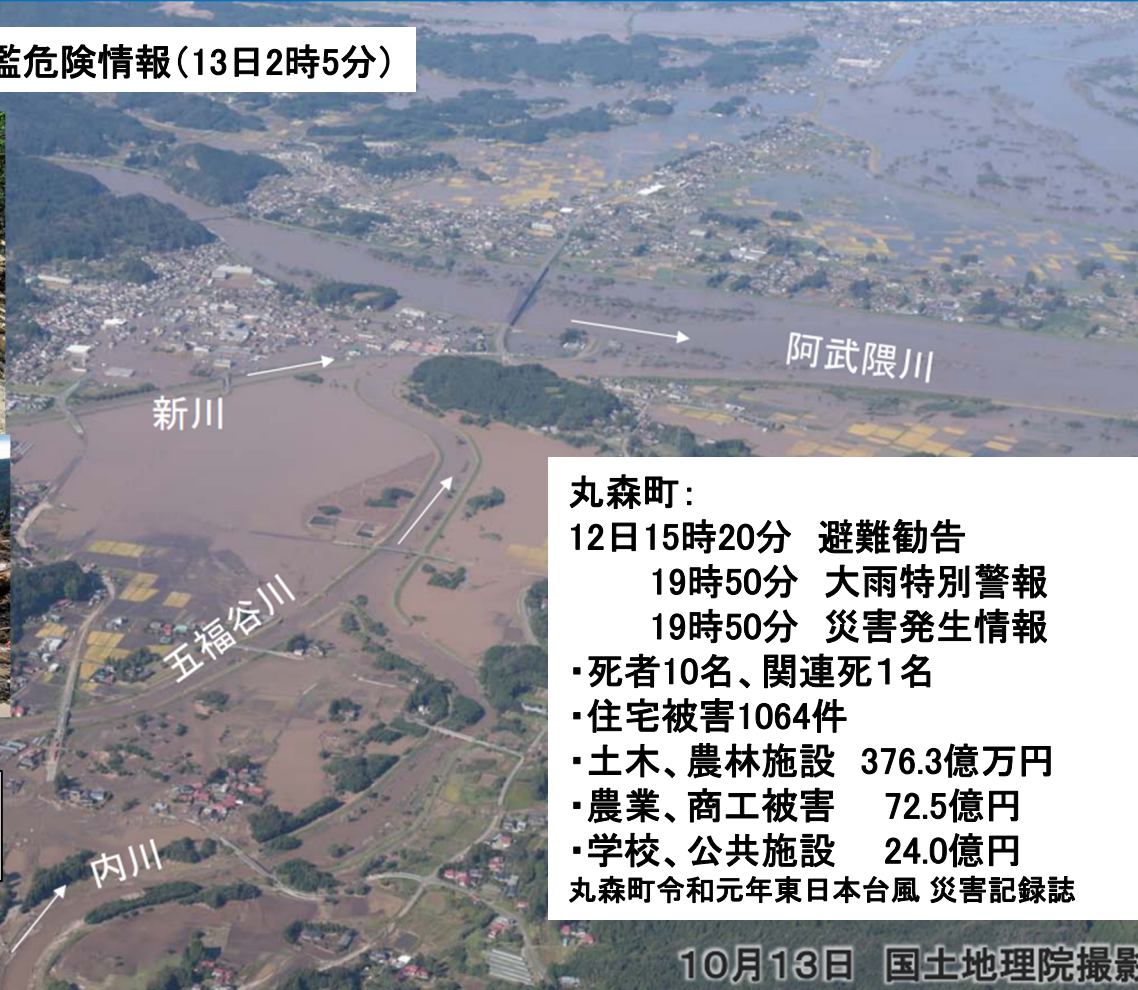 濫危険情報（13日2時5分）
阿武隈川
新川
丸森町：
12日15時20分　避難勧告
19時50分　大雨特別警報
19時50分　災害発生情報
・死者10名、関連死１名
・住宅被害1064件
・土木、農林施設　376.3億万円
・農業、商工被害　72.5億円
・学校、公共施設　24.0億円
丸森町令和元年東日本台風 災害記録誌
五福谷川
内川
10月13日　国土地理院撮影